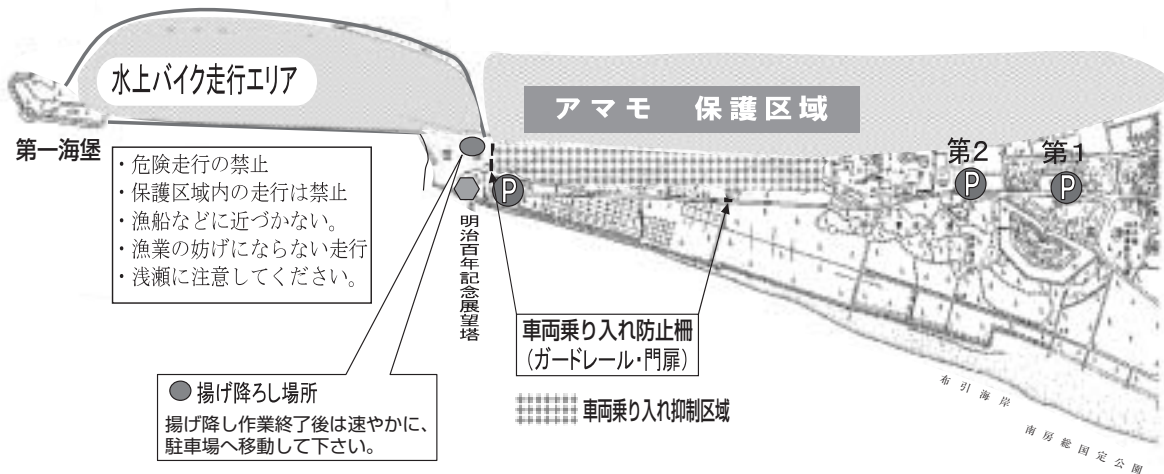 水上バイク走行エリア
アマモ 保護区域
第一海堡
・危険走行の禁止
・保護区域内の走行は禁止
・漁船などに近づかない。
・漁業の妨げにならない走行
・浅瀬に注意してください。
P
明治百年記念展望塔
第2
P
第1
P
車両乗り入れ防止柵
(ガードレール・門扉)
車両乗り入れ抑制区域
揚げ降ろし場所
揚げ降し作業終了後は速やかに、
駐車場へ移動して下さい。
布引海岸
南房総国定公園